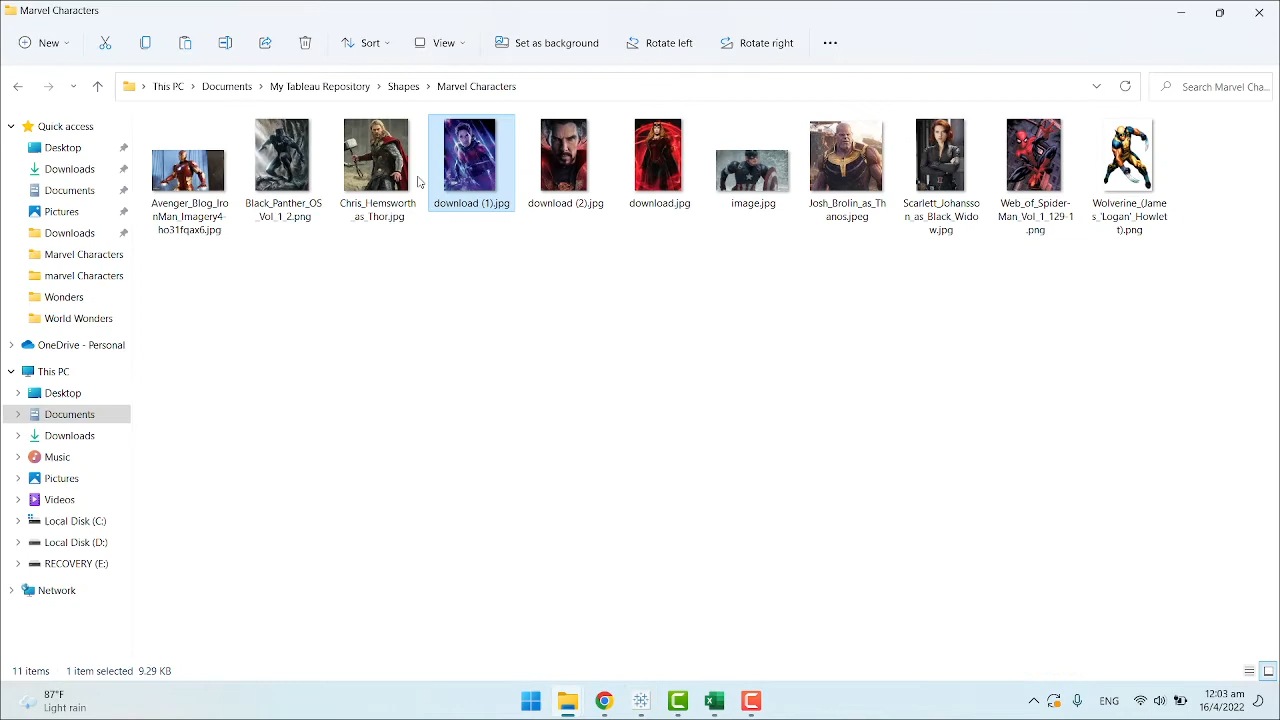 Marvel Characters
New
Sort
View
Set as background
Rotate left
Rotate right
This PC > Documents > My Tableau Repository > Shapes > Marvel Characters
Search Marvel Cha...
Quick access
Desktop
Downloads
Documents
Pictures
Downloads
Marvel Characters
marvel Characters
Wonders
World Wonders
OneDrive - Personal
This PC
Desktop
Documents
Downloads
Music
Pictures
Videos
Local Disk (C:)
Local Disk (D:)
RECOVERY (E:)
Network
Avenger_Blog_Iro
nMan_Imagery4-
ho31fqax6.jpg
Black_Panther_OS
_Vol_1_2.png
Chris_Hemsworth
_as_Thor.jpg
download (1).jpg
download (2).jpg
download.jpg
image.jpg
Josh_Brolin_as_Th
anos.jpeg
Scarlett_Johansso
n_as_Black_Wido
w.jpg
Web_of_Spider-
Man_Vol_1_129-1
.png
Wolverine_(Jame
s_'Logan'_Howlet
t).png
11 items
1 item selected 9.29 KB
87°F
Light rain
ENG
12:03 am
16/4/2022